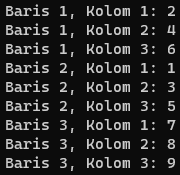 Baris 1, Kolom 1: 2
Baris 1, Kolom 2: 4
Baris 1, Kolom 3: 6
Baris 2, Kolom 1: 1
Baris 2, Kolom 2: 3
Baris 2, Kolom 3: 5
Baris 3, Kolom 1: 7
Baris 3, Kolom 2: 8
Baris 3, Kolom 3: 9